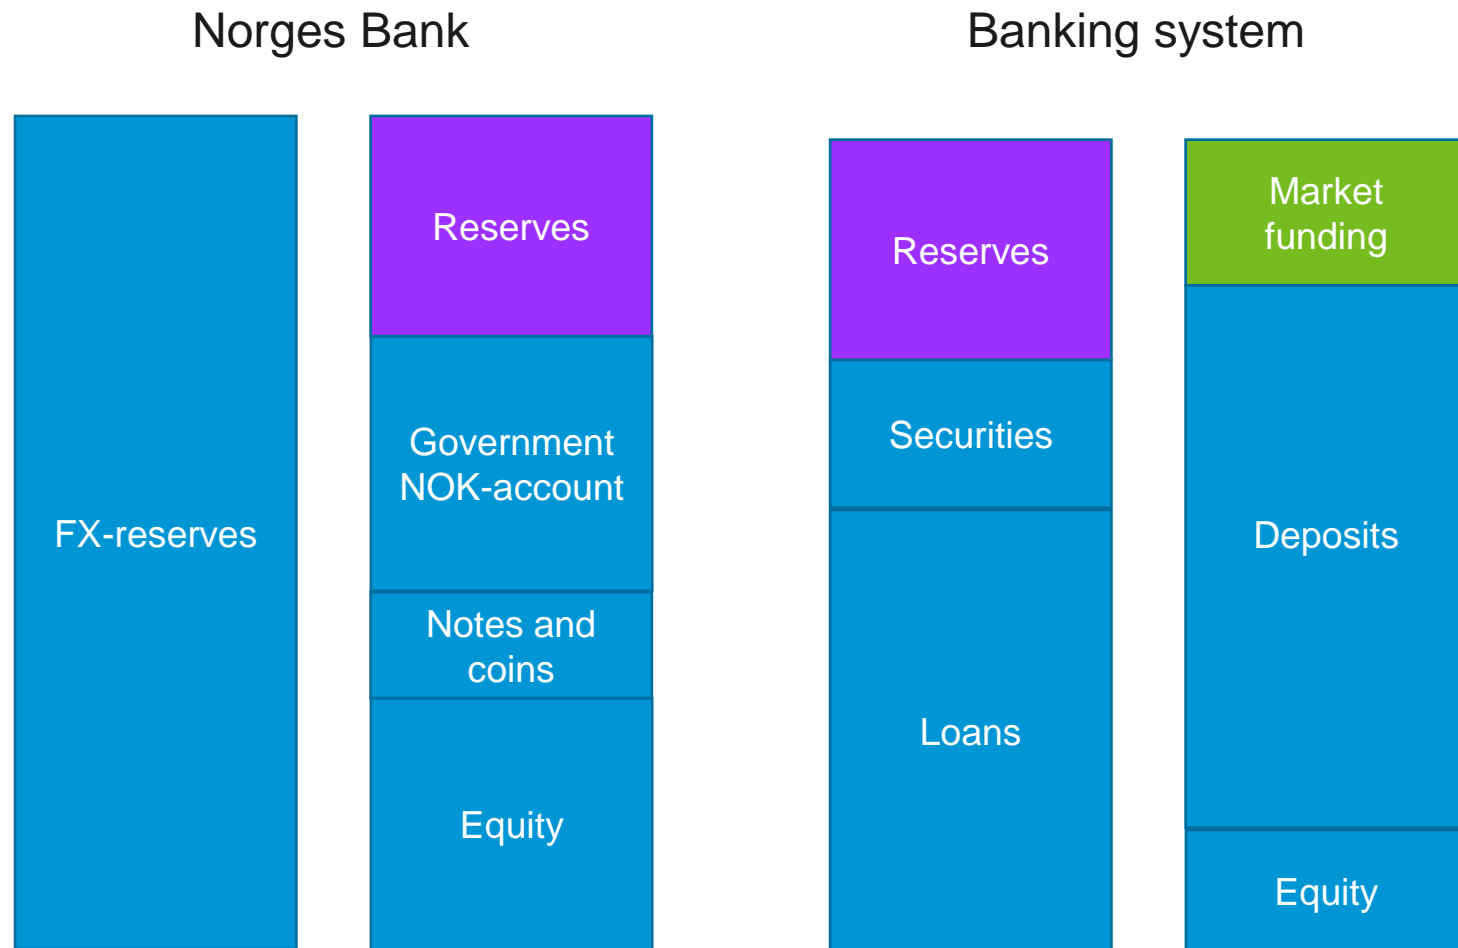 Norges Bank
Banking system
FX-reserves
Reserves
Government
NOK-account
Notes and
coins
Equity
Reserves
Securities
Loans
Market
funding
Deposits
Equity